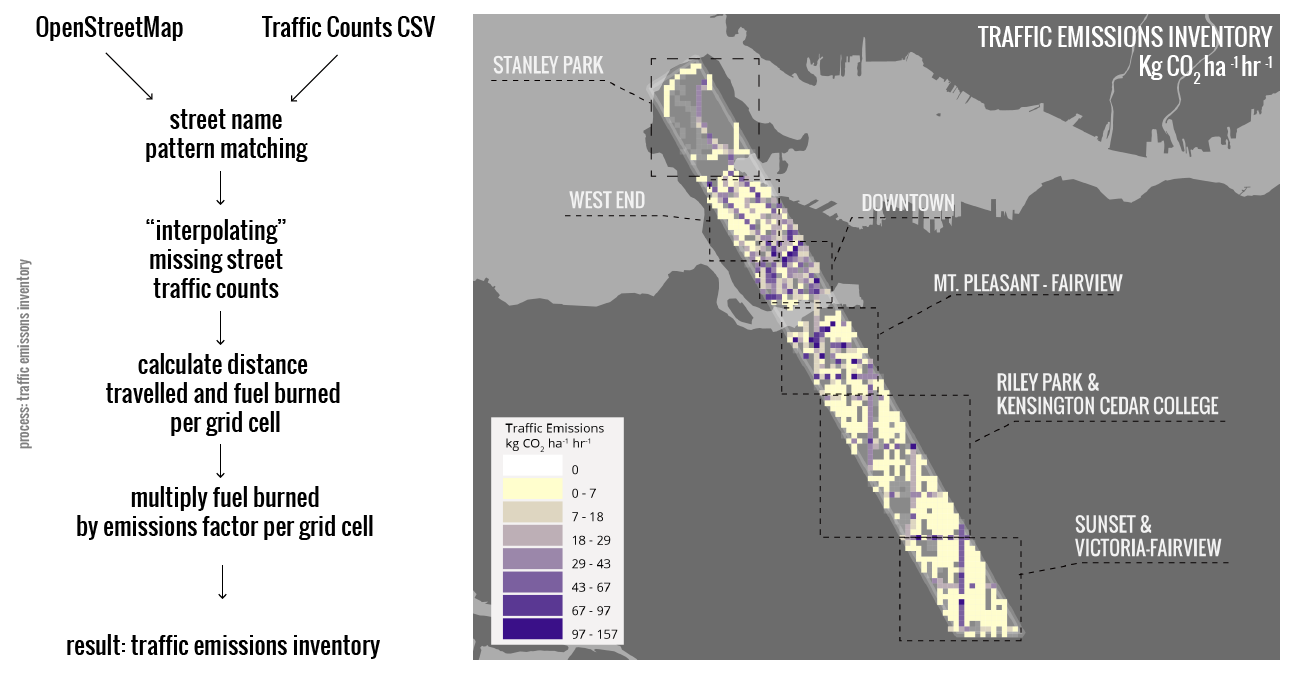 OpenStreetMap
Traffic Counts CSV
street name
pattern matching
“interpolating”
missing street
traffic counts
calculate distance
travelled and fuel burned
per grid cell
multiply fuel burned
by emissions factor per grid cell
result: traffic emissions inventory
process: traffic emissons inventory
TRAFFIC EMISSIONS INVENTORY
Kg CO2 ha -1 hr -1
STANLEY PARK
WEST END
DOWNTOWN
MT. PLEASANT - FAIRVIEW
RILEY PARK &
KENSINGTON CEDAR COLLEGE
SUNSET &
VICTORIA-FAIRVIEW
Traffic Emissions
kg CO2 ha-1 hr-1
0
0 - 7
7 - 18
18 - 29
29 - 43
43 - 67
67 - 97
97 - 157